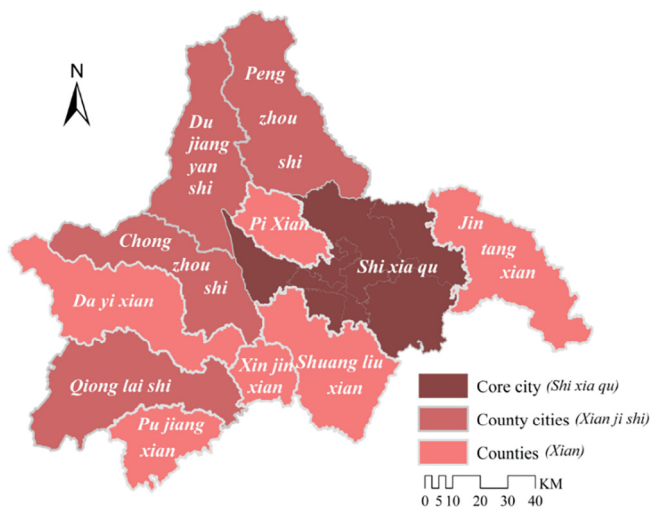 N
Peng
zhou
shi
Du
jiang
yan
shi
Pi Xian
Jin
tang
xian
Chong
zhou
shi
Shi xia qu
Da yi xian
Xin jin
xian
Shuang liu
xian
Qiong lai shi
Pu jiang
xian
Core city (Shi xia qu)
County cities (Xian ji shi)
Counties (Xian)
KM
0 5 10 20 30 40